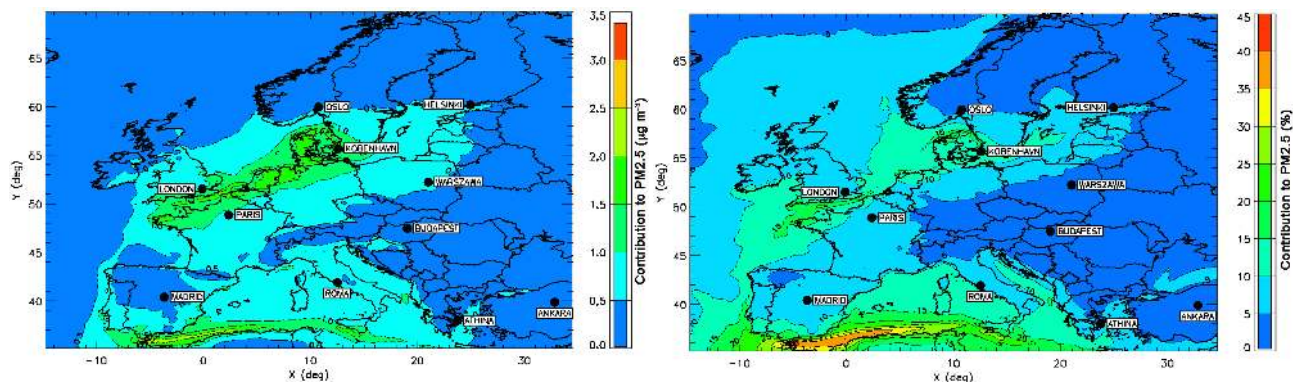 OSLO
HELSINKI
KOBENHAVN
LONDON
WARSZAWA
PARIS
BUDAPEST
MADRID
ROMA
ATHINA
ANKARA
60
55
50
45
40
-10
0
10
20
30
X (deg)
Y (deg)
3.5
3.0
2.5
2.0
1.5
1.0
0.5
0.0
Contribution to PM2.5 (µg m⁻³)
OSLO
HELSINKI
KOBENHAVN
LONDON
WARSZAWA
PARIS
BUDAPEST
MADRID
ROMA
ATHINA
ANKARA
65
60
55
50
45
40
-10
0
10
20
30
X (deg)
Y (deg)
45
40
35
30
25
20
15
10
5
0
Contribution to PM2.5 (%)